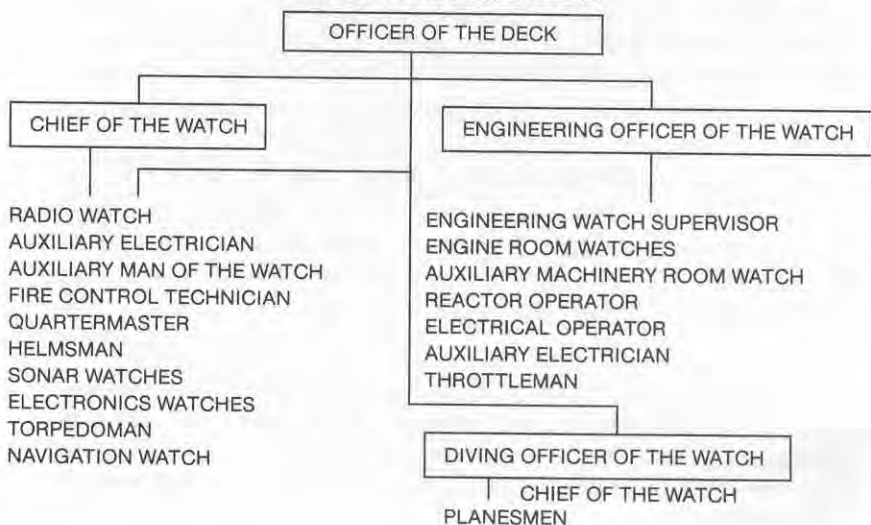 OFFICER OF THE DECK
CHIEF OF THE WATCH
ENGINEERING OFFICER OF THE WATCH
RADIO WATCH
AUXILIARY ELECTRICIAN
AUXILIARY MAN OF THE WATCH
FIRE CONTROL TECHNICIAN
QUARTERMASTER
HELMSMAN
SONAR WATCHES
ELECTRONICS WATCHES
TORPEDOMAN
NAVIGATION WATCH
ENGINEERING WATCH SUPERVISOR
ENGINE ROOM WATCHES
AUXILIARY MACHINERY ROOM WATCH
REACTOR OPERATOR
ELECTRICAL OPERATOR
AUXILIARY ELECTRICIAN
THROTTLEMAN
DIVING OFFICER OF THE WATCH
CHIEF OF THE WATCH
PLANESMEN